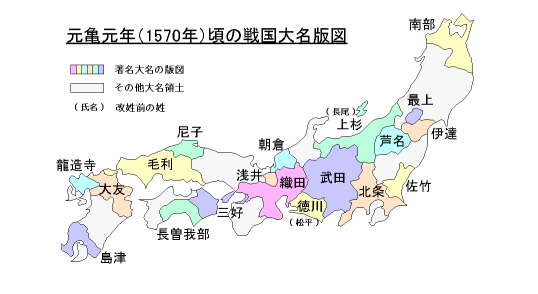 元亀元年(1570年)頃の戦国大名版図
著名大名の版図
その他大名領土
(氏名) 改姓前の姓
南部
最上
(長尾)
上杉
伊達
芦名
尼子
朝倉
龍造寺
毛利
浅井
織田
武田
佐竹
大友
北条
徳川
三好
(松平)
長曽我部
島津